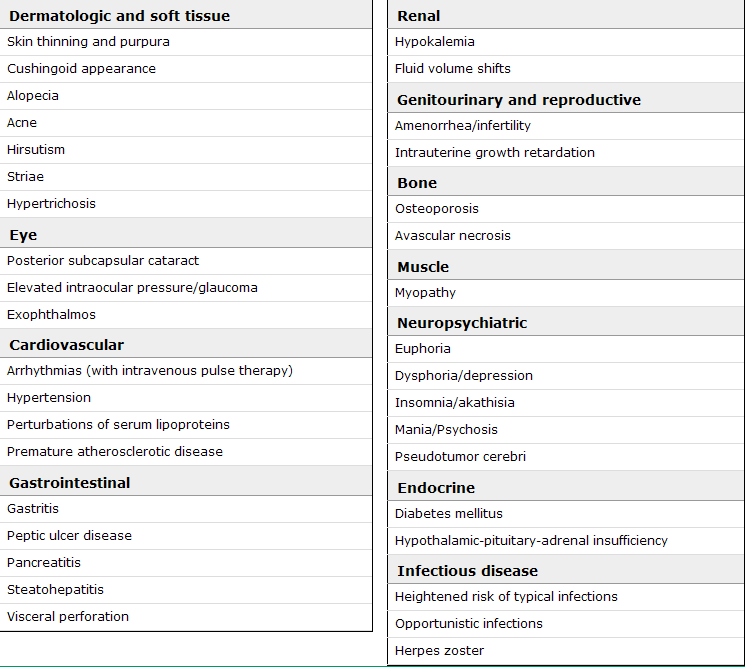 Dermatologic and soft tissue
Skin thinning and purpura
Cushingoid appearance
Alopecia
Acne
Hirsutism
Striae
Hypertrichosis
Eye
Posterior subcapsular cataract
Elevated intraocular pressure/glaucoma
Exophthalmos
Cardiovascular
Arrhythmias (with intravenous pulse therapy)
Hypertension
Perturbations of serum lipoproteins
Premature atherosclerotic disease
Gastrointestinal
Gastritis
Peptic ulcer disease
Pancreatitis
Steatohepatitis
Visceral perforation
Renal
Hypokalemia
Fluid volume shifts
Genitourinary and reproductive
Amenorrhea/infertility
Intrauterine growth retardation
Bone
Osteoporosis
Avascular necrosis
Muscle
Myopathy
Neuropsychiatric
Euphoria
Dysphoria/depression
Insomnia/akathisia
Mania/Psychosis
Pseudotumor cerebri
Endocrine
Diabetes mellitus
Hypothalamic-pituitary-adrenal insufficiency
Infectious disease
Heightened risk of typical infections
Opportunistic infections
Herpes zoster